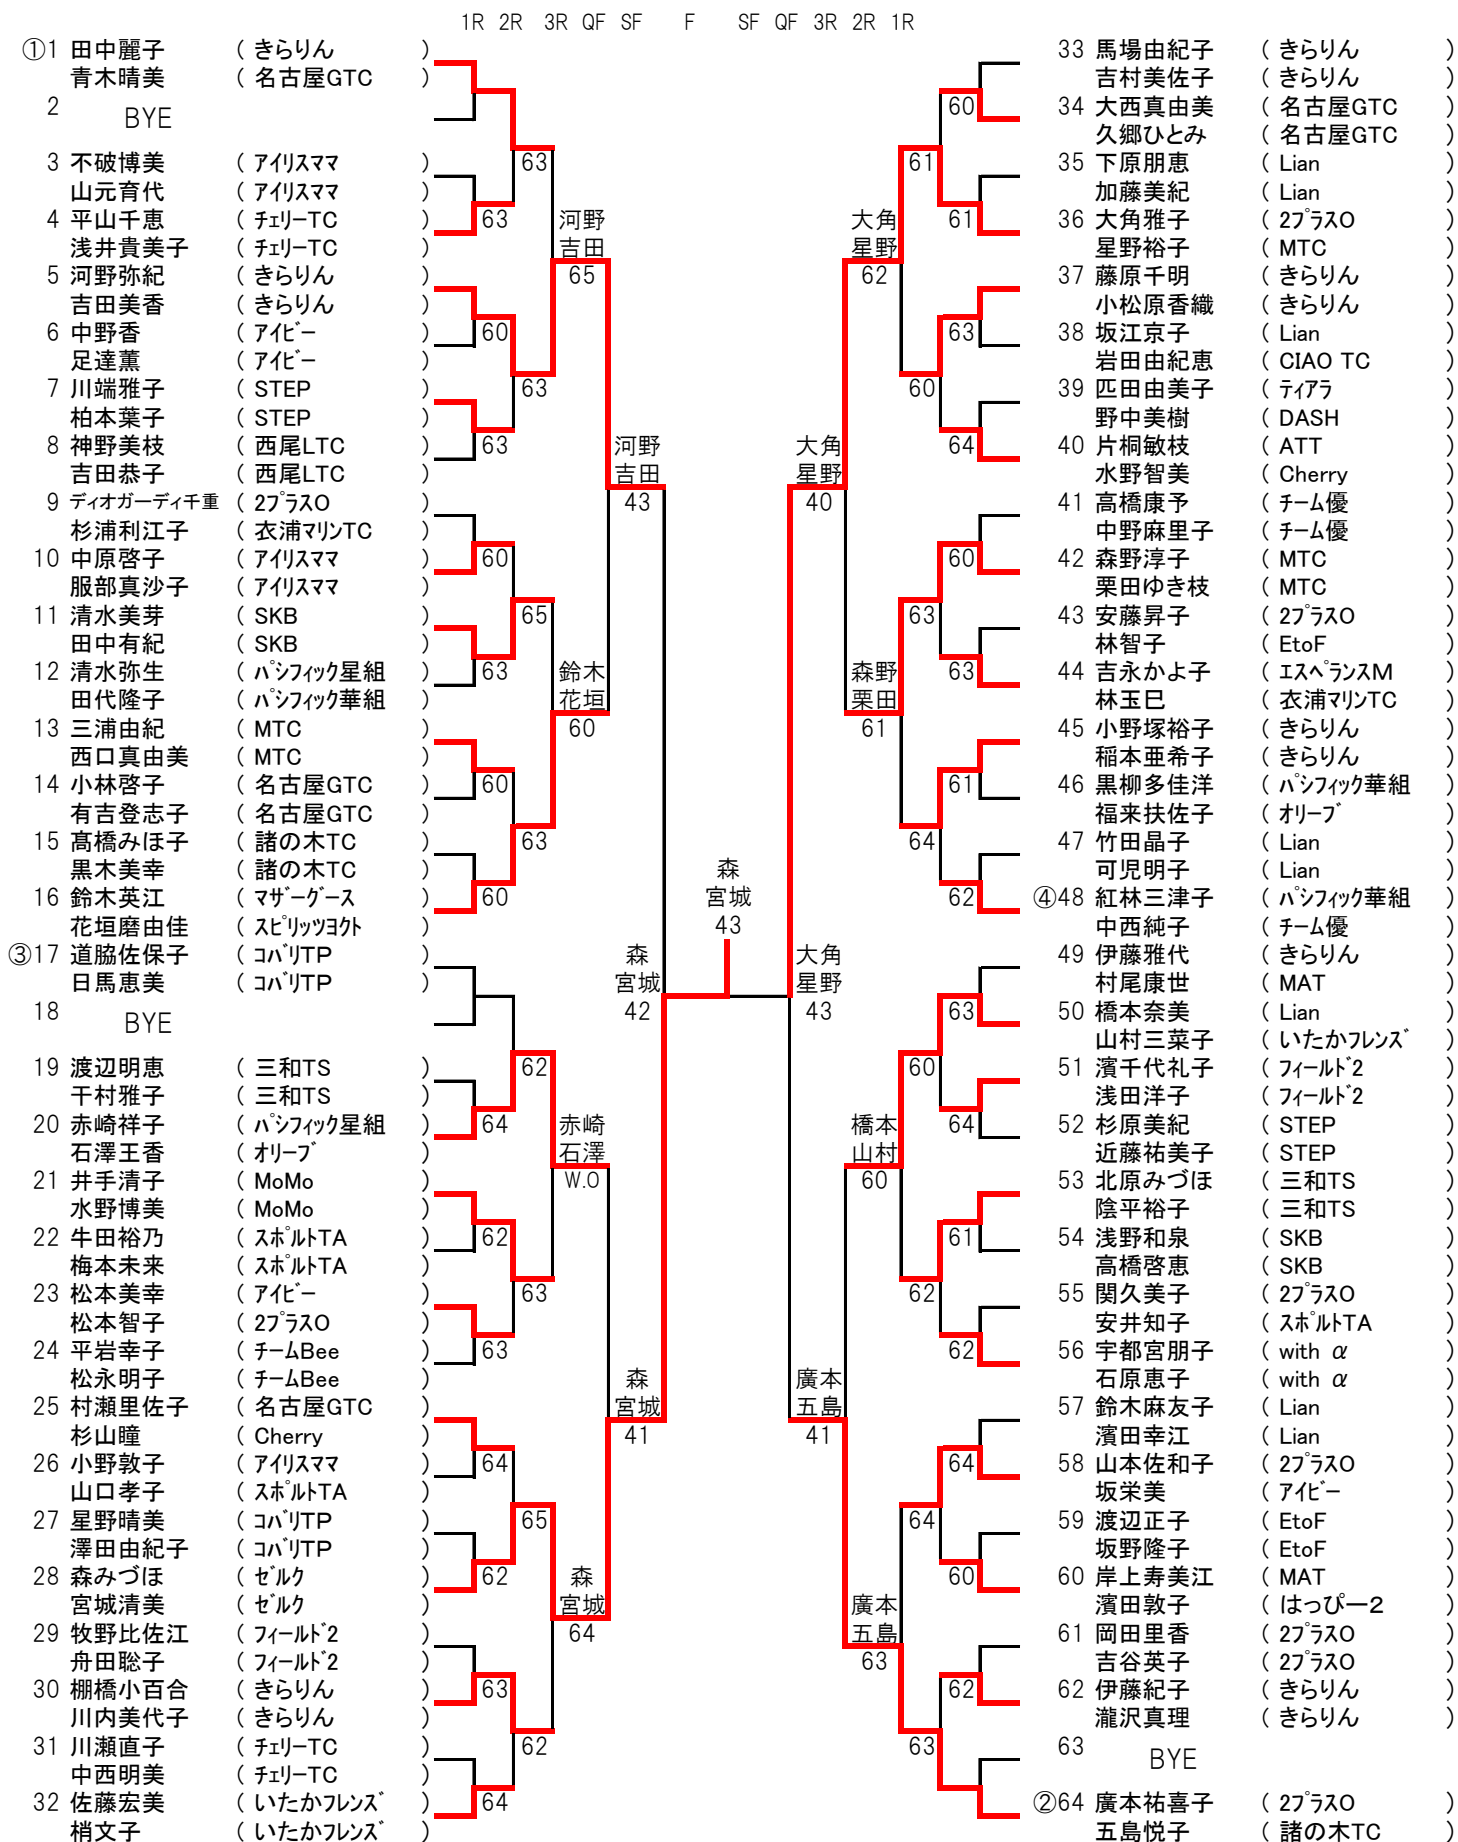 1R 2R 3R QF SF F SF QF 3R 2R 1R
①1 田中麗子 ( きらりん )
青木晴美 ( 名古屋GTC )
2 BYE
3 不破博美 ( アイリスママ )
山元育代 ( アイリスママ )
4 平山千恵 ( チェリーTC )
浅井貴美子 ( チェリーTC )
5 河野弥紀 ( きらりん )
吉田美香 ( きらりん )
6 中野香 ( アイビー )
足達薫 ( アイビー )
7 川端雅子 ( STEP )
柏本葉子 ( STEP )
8 神野美枝 ( 西尾LTC )
吉田恭子 ( 西尾LTC )
9 ディオガーディ千重 ( 2プラスO )
杉浦利江子 ( 衣浦マリンTC )
10 中原啓子 ( アイリスママ )
服部真沙子 ( アイリスママ )
11 清水美芽 ( SKB )
田中有紀 ( SKB )
12 清水弥生 ( パシフィック星組 )
田代隆子 ( パシフィック華組 )
13 三浦由紀 ( MTC )
西口真由美 ( MTC )
14 小林啓子 ( 名古屋GTC )
有吉登志子 ( 名古屋GTC )
15 髙橋みほ子 ( 諸の木TC )
黒木美幸 ( 諸の木TC )
16 鈴木英江 ( マザーグース )
花垣磨由佳 ( スピリッツヨクト )
③17 道脇佐保子 ( コバリTP )
日馬恵美 ( コバリTP )
18 BYE
19 渡辺明恵 ( 三和TS )
干村雅子 ( 三和TS )
20 赤崎祥子 ( パシフィック星組 )
石澤王香 ( オリーブ )
21 井手清子 ( MoMo )
水野博美 ( MoMo )
22 牛田裕乃 ( スポルトTA )
梅本未来 ( スポルトTA )
23 松本美幸 ( アイビー )
松本智子 ( 2プラスO )
24 平岩幸子 ( チームBee )
松永明子 ( チームBee )
25 村瀬里佐子 ( 名古屋GTC )
杉山瞳 ( Cherry )
26 小野敦子 ( アイリスママ )
山口孝子 ( スポルトTA )
27 星野晴美 ( コバリTP )
澤田由紀子 ( コバリTP )
28 森みづほ ( ゼルク )
宮城清美 ( ゼルク )
29 牧野比佐江 ( フィールド2 )
舟田聡子 ( フィールド2 )
30 棚橋小百合 ( きらりん )
川内美代子 ( きらりん )
31 川瀬直子 ( チェリーTC )
中西明美 ( チェリーTC )
32 佐藤宏美 ( いたかフレンズ )
梢文子 ( いたかフレンズ )
63
60
63
60
63
60
60
64
62
63
64
62
63
64
63
63
65
63
62
63
65
62
河野
吉田
65
鈴木
花垣
60
赤崎
石澤
W.O
森
宮城
64
河野
吉田
43
森
宮城
41
森
宮城
42
森
宮城
43
大角
星野
43
大角
星野
40
廣本
五島
41
大角
星野
62
森野
栗田
61
橋本
山村
60
廣本
五島
63
61
60
63
64
60
62
64
63
60
61
63
64
60
63
61
62
63
64
61
62
64
60
62
33 馬場由紀子 ( きらりん )
吉村美佐子 ( きらりん )
34 大西真由美 ( 名古屋GTC )
久郷ひとみ ( 名古屋GTC )
35 下原朋恵 ( Lian )
加藤美紀 ( Lian )
36 大角雅子 ( 2プラスO )
星野裕子 ( MTC )
37 藤原千明 ( きらりん )
小松原香織 ( きらりん )
38 坂江京子 ( Lian )
岩田由紀恵 ( CIAO TC )
39 匹田由美子 ( ティアラ )
野中美樹 ( DASH )
40 片桐敏枝 ( ATT )
水野智美 ( Cherry )
41 高橋康予 ( チーム優 )
中野麻里子 ( チーム優 )
42 森野淳子 ( MTC )
栗田ゆき枝 ( MTC )
43 安藤昇子 ( 2プラスO )
林智子 ( EtoF )
44 吉永かよ子 ( エスペランスM )
林玉巳 ( 衣浦マリンTC )
45 小野塚裕子 ( きらりん )
稲本亜希子 ( きらりん )
46 黒柳多佳洋 ( パシフィック華組 )
福来扶佐子 ( オリーブ )
47 竹田晶子 ( Lian )
可児明子 ( Lian )
④48 紅林三津子 ( パシフィック華組 )
中西純子 ( チーム優 )
49 伊藤雅代 ( きらりん )
村尾康世 ( MAT )
50 橋本奈美 ( Lian )
山村三菜子 ( いたかフレンズ )
51 濱千代礼子 ( フィールド2 )
浅田洋子 ( フィールド2 )
52 杉原美紀 ( STEP )
近藤祐美子 ( STEP )
53 北原みづほ ( 三和TS )
陰平裕子 ( 三和TS )
54 浅野和泉 ( SKB )
高橋啓恵 ( SKB )
55 関久美子 ( 2プラスO )
安井知子 ( スポルトTA )
56 宇都宮朋子 ( with α )
石原恵子 ( with α )
57 鈴木麻友子 ( Lian )
濱田幸江 ( Lian )
58 山本佐和子 ( 2プラスO )
坂栄美 ( アイビー )
59 渡辺正子 ( EtoF )
坂野隆子 ( EtoF )
60 岸上寿美江 ( MAT )
濱田敦子 ( はっぴー2 )
61 岡田里香 ( 2プラスO )
吉谷英子 ( 2プラスO )
62 伊藤紀子 ( きらりん )
瀧沢真理 ( きらりん )
63 BYE
②64 廣本祐喜子 ( 2プラスO )
五島悦子 ( 諸の木TC )